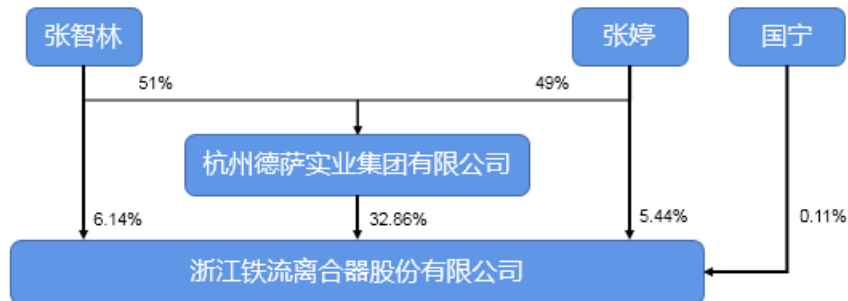 张智林
张婷
国宁
51%
49%
杭州德萨实业集团有限公司
6.14%
32.86%
5.44%
0.11%
浙江铁流离合器股份有限公司